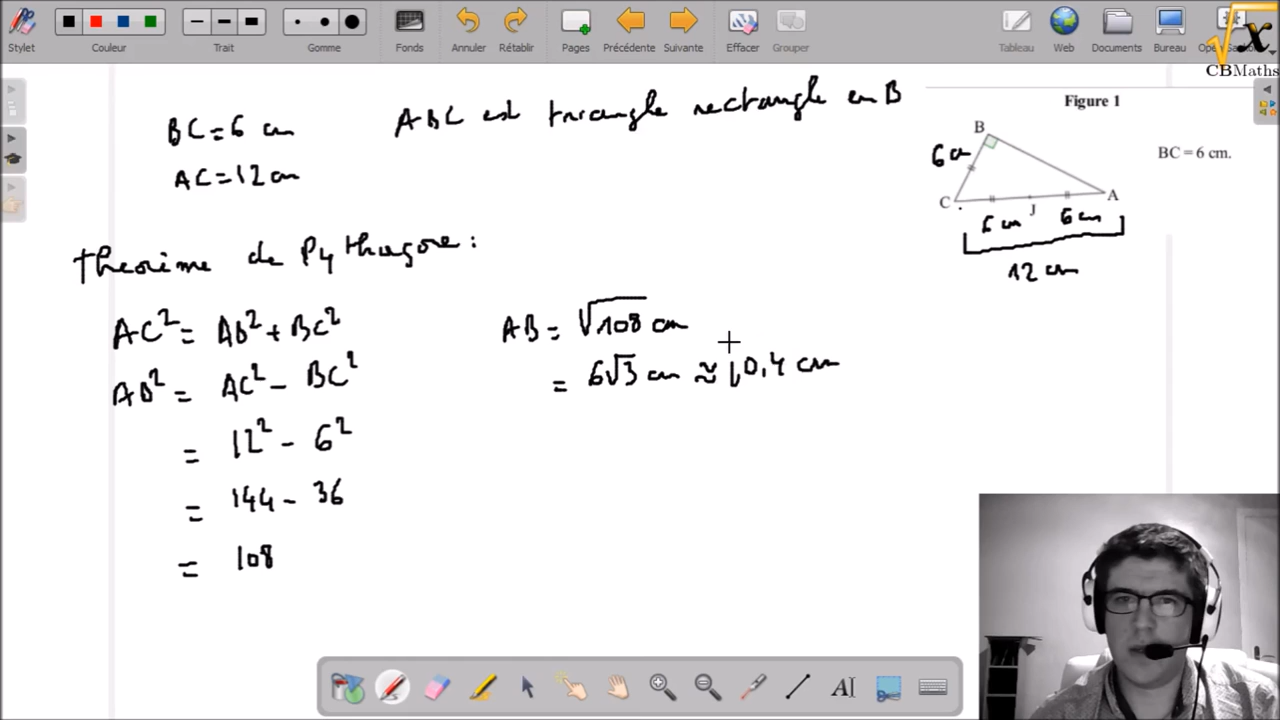 Stylet Couleur Trait Gomme Fonds Annuler Rétablir Pages Précédente Suivante Effacer Grouper Tableau Web Documents Bureau
CBMaths
BC=6 cm
AC=12 cm
ABC est triangle rectangle en B
Figure 1
B
6 cm
BC = 6 cm.
C
J
A
6 cm 6 cm
12 cm
théorème de Pythagore :
AC² = AB² + BC²
AB² = AC² - BC²
= 12² - 6²
= 144 - 36
= 108
AB = √108 cm
= 6√3 cm ≈ 10,4 cm
AI